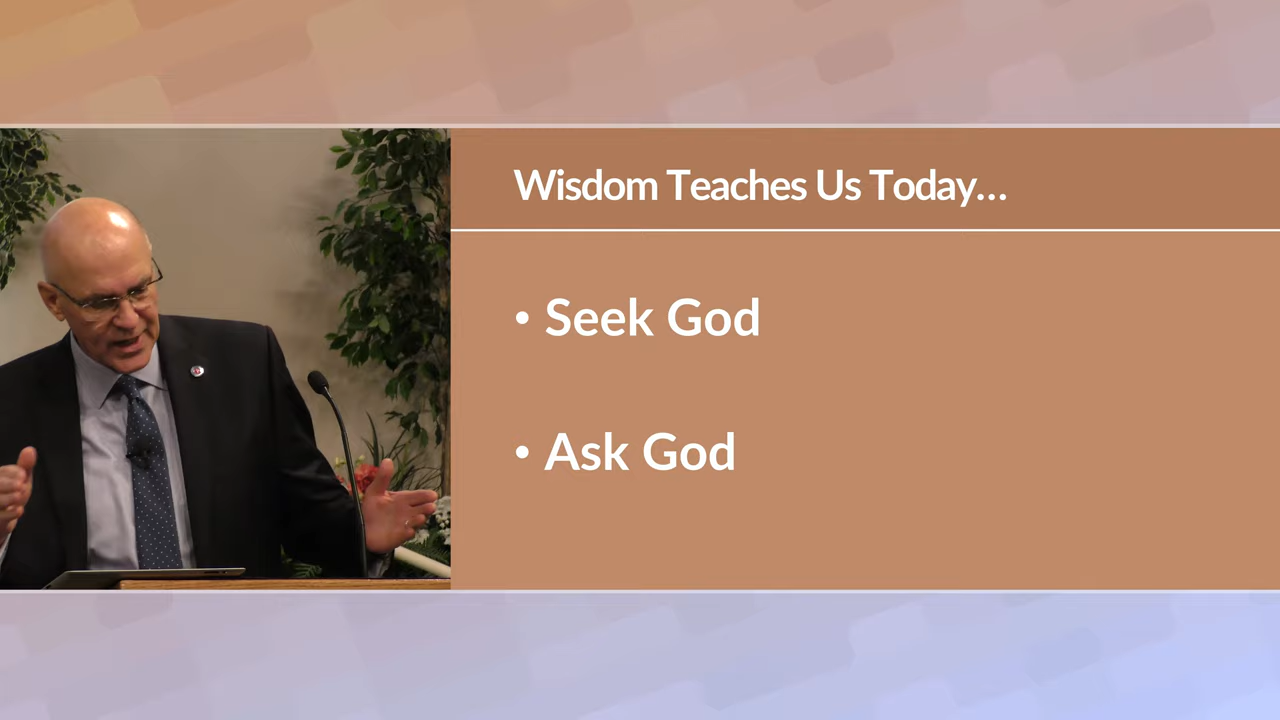 Wisdom Teaches Us Today...
• Seek God
• Ask God